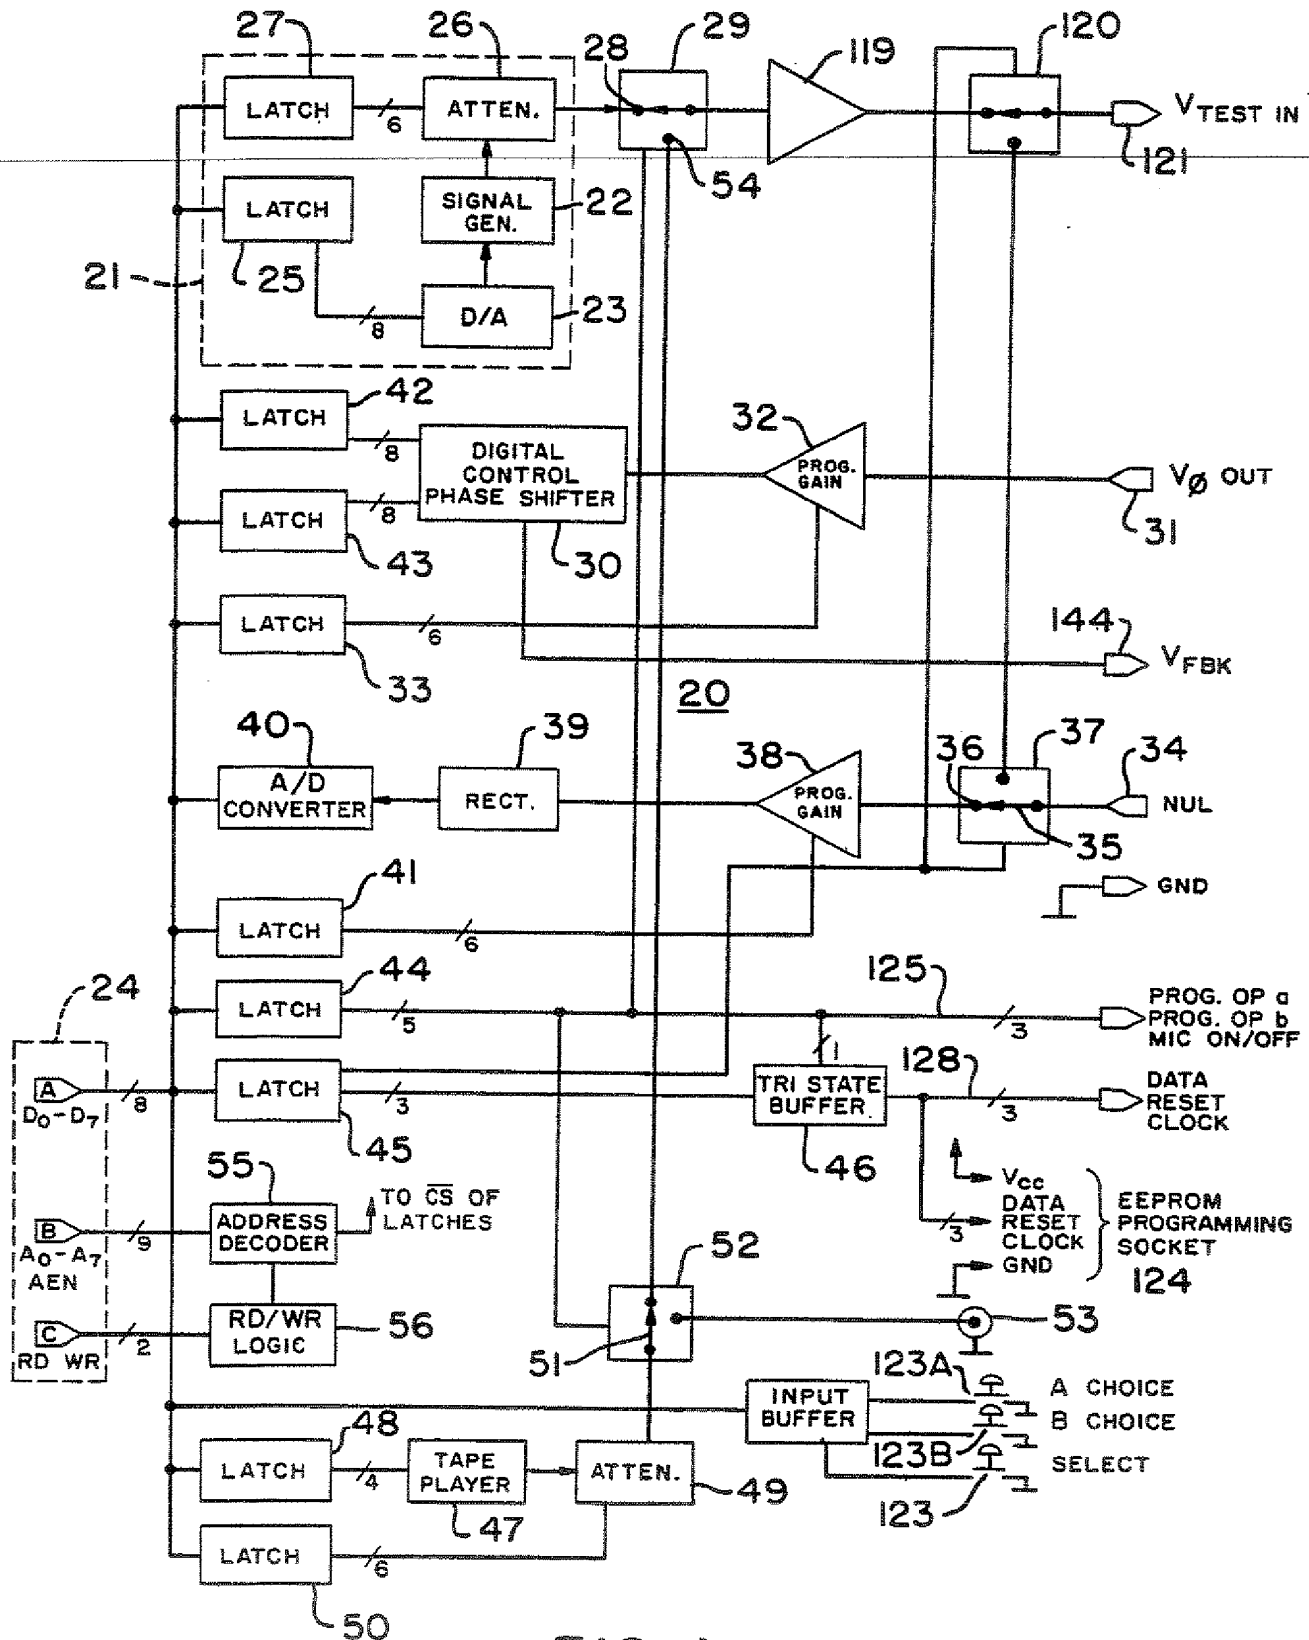 27
26
29
120
28
119
LATCH
6
ATTEN.
V TEST IN
54
121
LATCH
SIGNAL
GEN.
22
21
25
8
D/A
23
42
LATCH
8
DIGITAL
CONTROL
PHASE SHIFTER
32
PROG.
GAIN
VØ OUT
31
LATCH
8
43
30
LATCH
6
33
144
VFBK
20
40
39
38
36
37
34
A/D
CONVERTER
RECT.
PROG.
GAIN
NUL
35
41
GND
LATCH
6
24
44
125
LATCH
5
3
PROG. OP a
PROG. OP b
MIC ON/OFF
1
128
A
8
D0-D7
LATCH
3
TRI STATE
BUFFER
3
DATA
RESET
CLOCK
45
46
55
TO CS OF
LATCHES
B
9
A0-A7
AEN
ADDRESS
DECODER
VCC
DATA
RESET
CLOCK
GND
3
EEPROM
PROGRAMMING
SOCKET
124
52
C
2
RD WR
RD/WR
LOGIC
56
51
53
123A
A CHOICE
INPUT
BUFFER
B CHOICE
123B
48
LATCH
4
TAPE
PLAYER
ATTEN.
49
SELECT
123
47
LATCH
6
50